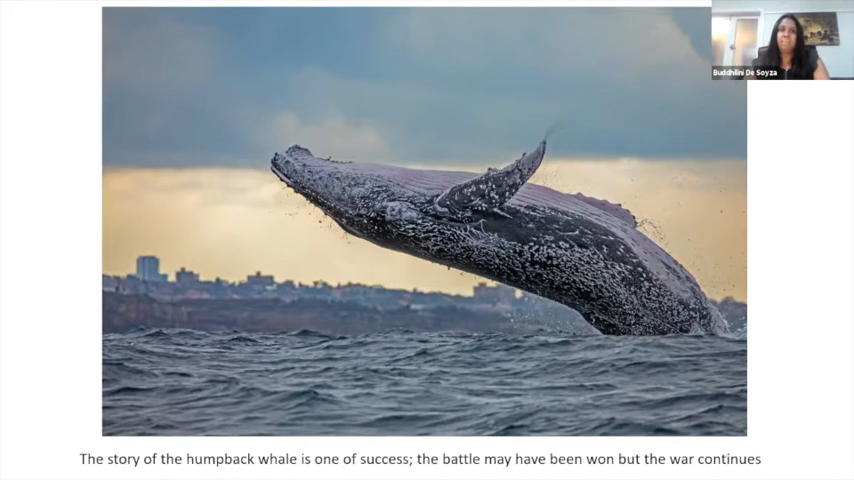 Buddhlini De Soyza
The story of the humpback whale is one of success; the battle may have been won but the war continues